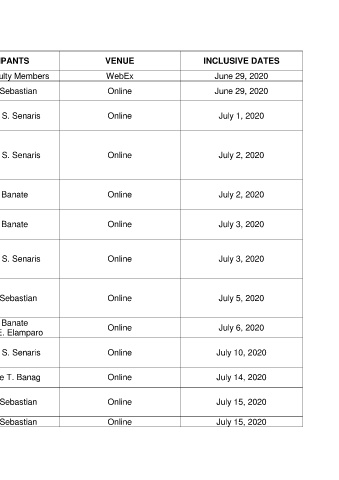 IPANTS VENUE INCLUSIVE DATES
ulty Members WebEx June 29, 2020
Sebastian Online June 29, 2020
S. Senaris Online July 1, 2020
S. Senaris Online July 2, 2020
Banate Online July 2, 2020
Banate Online July 3, 2020
S. Senaris Online July 3, 2020
Sebastian Online July 5, 2020
Banate
E. Elamparo Online July 6, 2020
S. Senaris Online July 10, 2020
e T. Banag Online July 14, 2020
Sebastian Online July 15, 2020
Sebastian Online July 15, 2020